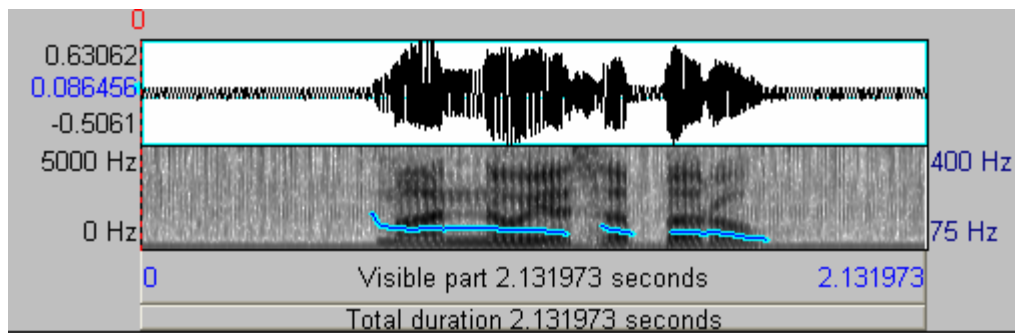 0
0.63062
0.086456
-0.5061
5000 Hz 400 Hz
0 Hz 75 Hz
0 Visible part 2.131973 seconds 2.131973
Total duration 2.131973 seconds